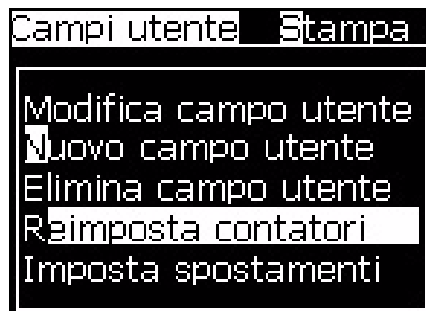 Campi utente Stampa
Modifica campo utente
Nuovo campo utente
Elimina campo utente
Reimposta contatori
Imposta spostamenti